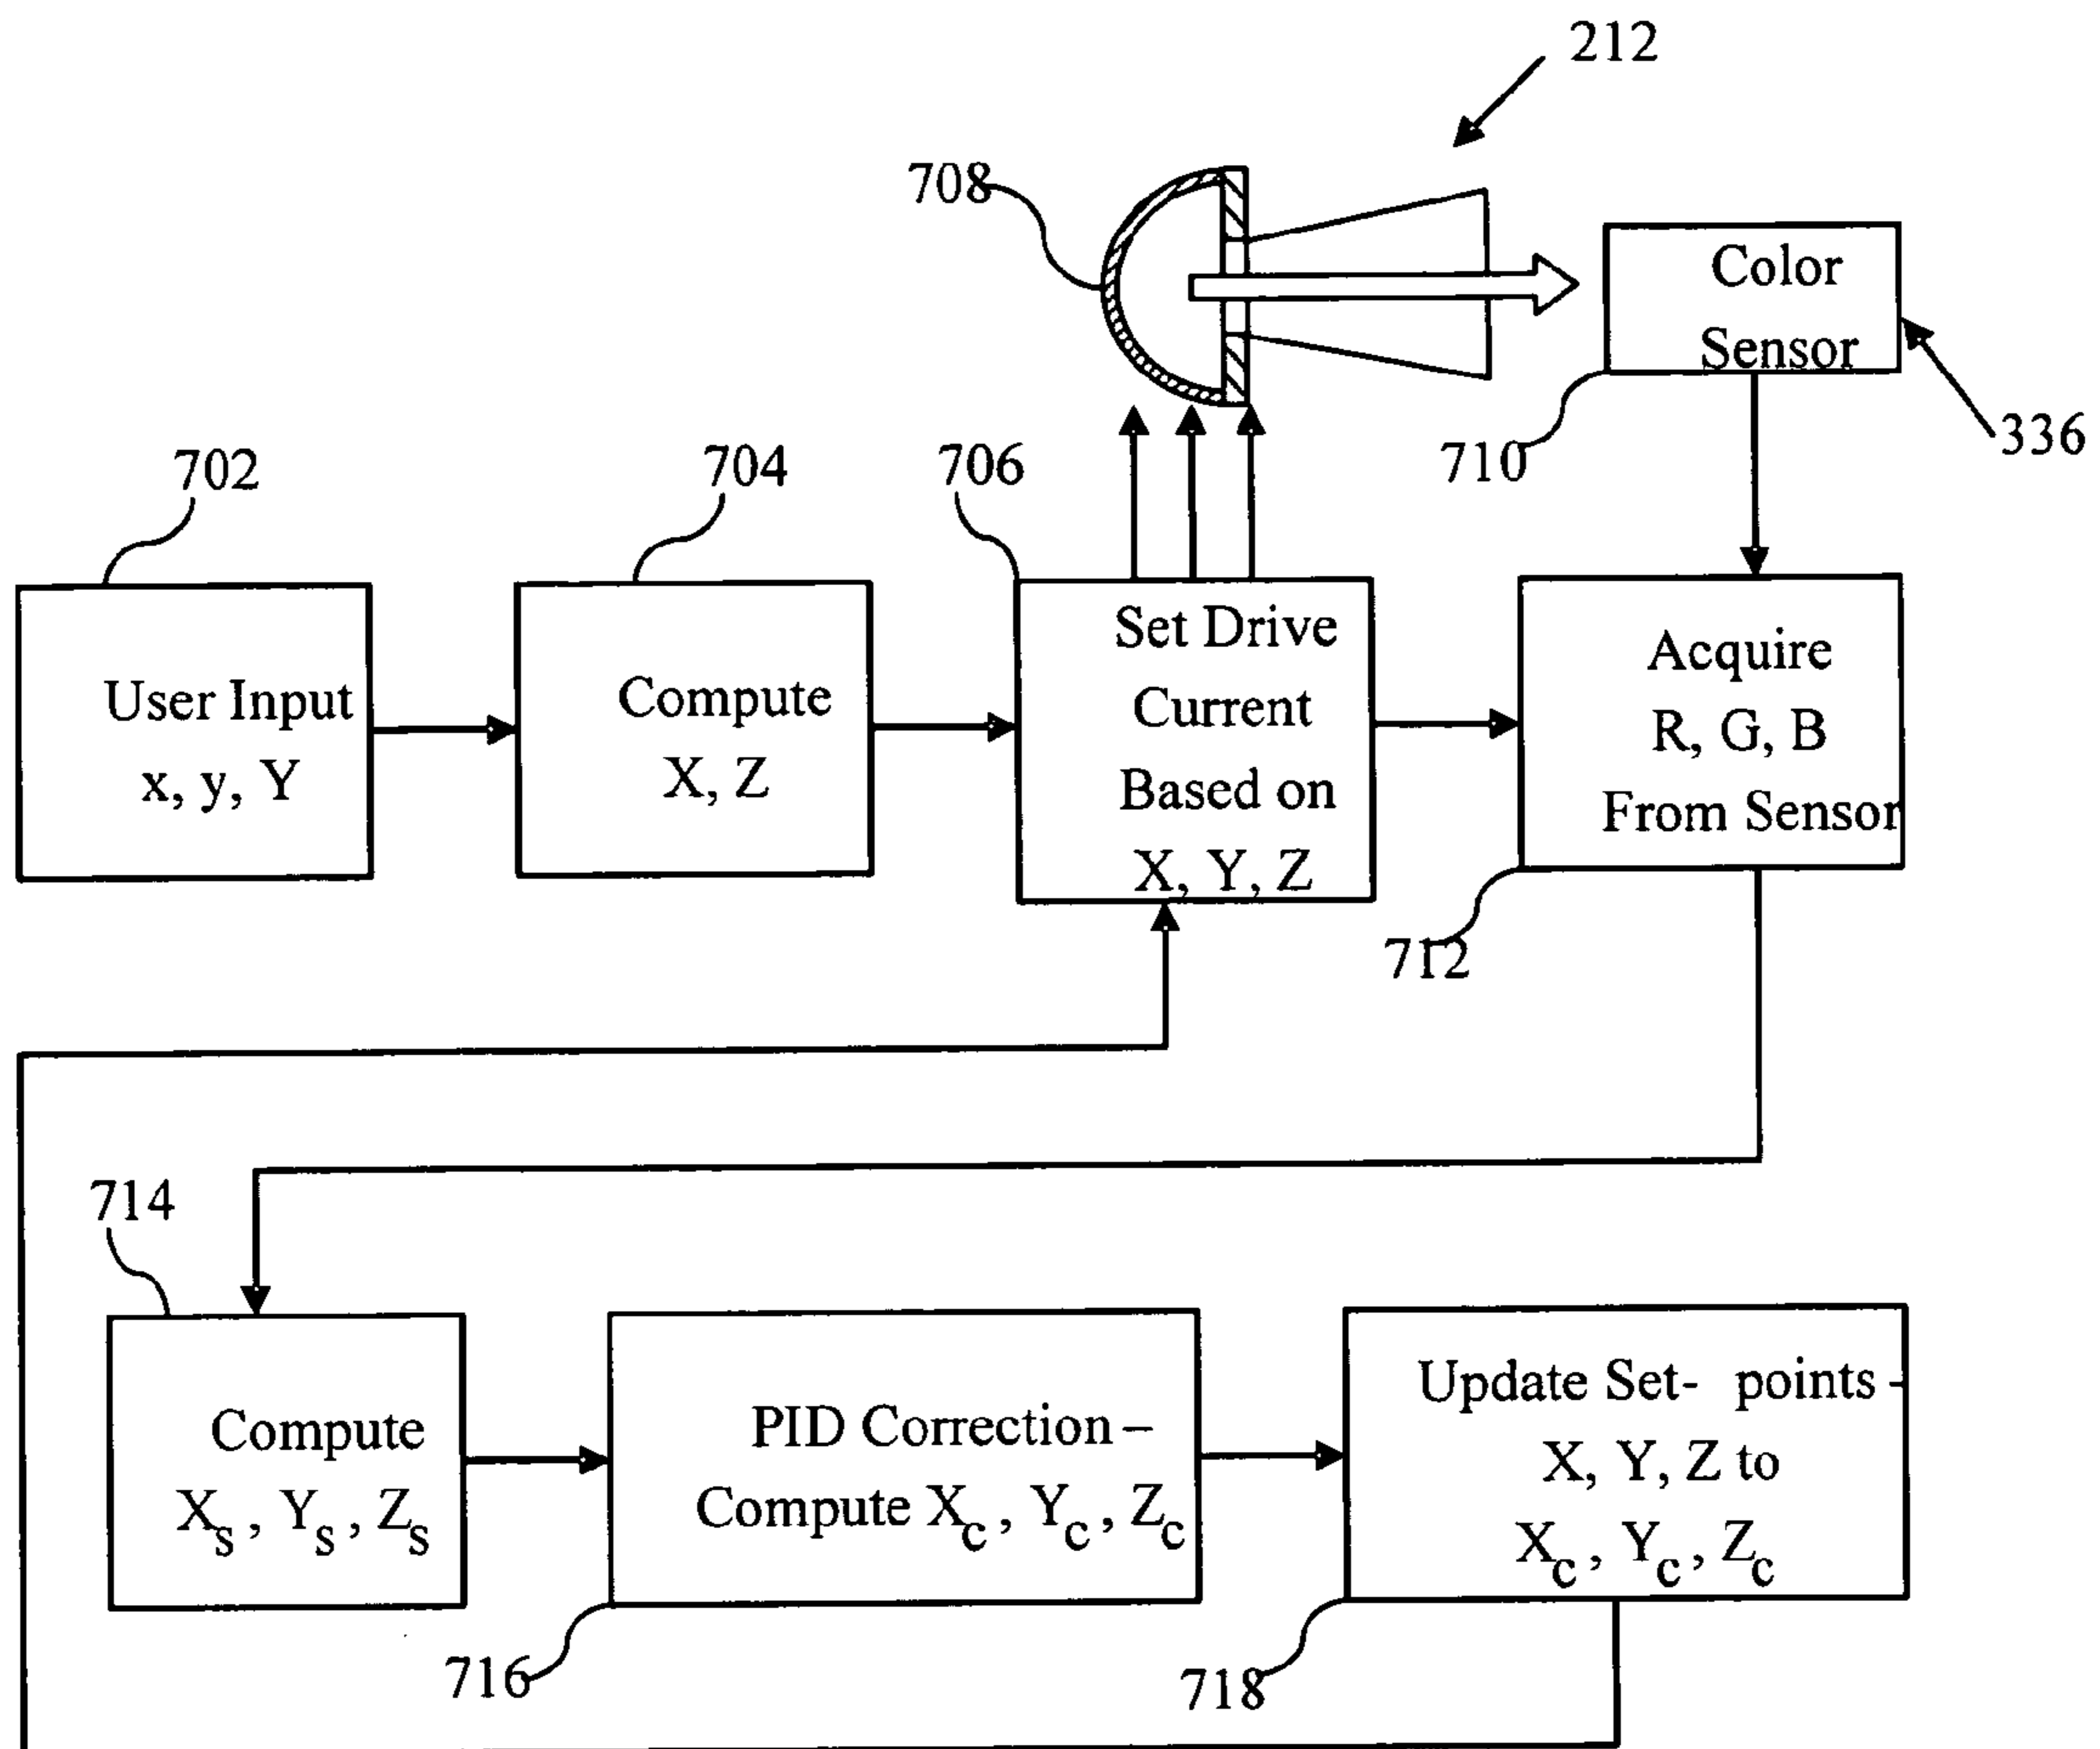 212
708
Color
Sensor
710
336
702
704
706
User Input
x, y, Y
Compute
X, Z
Set Drive
Current
Based on
X, Y, Z
Acquire
R, G, B
From Sensor
712
714
Compute
Xs, Ys, Zs
PID Correction –
Compute Xc, Yc, Zc
Update Set- points -
X, Y, Z to
Xc, Yc, Zc
716
718